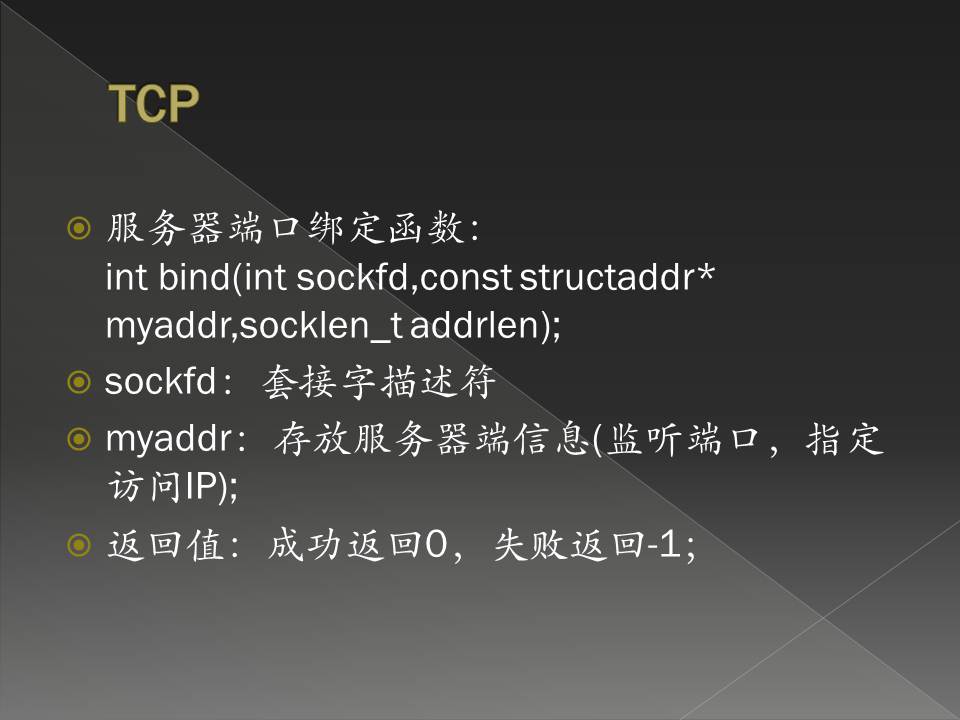 TCP
服务器端口绑定函数：
int bind(int sockfd,const structaddr*
myaddr,socklen_t addrlen);
sockfd：套接字描述符
myaddr：存放服务器端信息(监听端口，指定
访问IP);
返回值：成功返回0，失败返回-1；